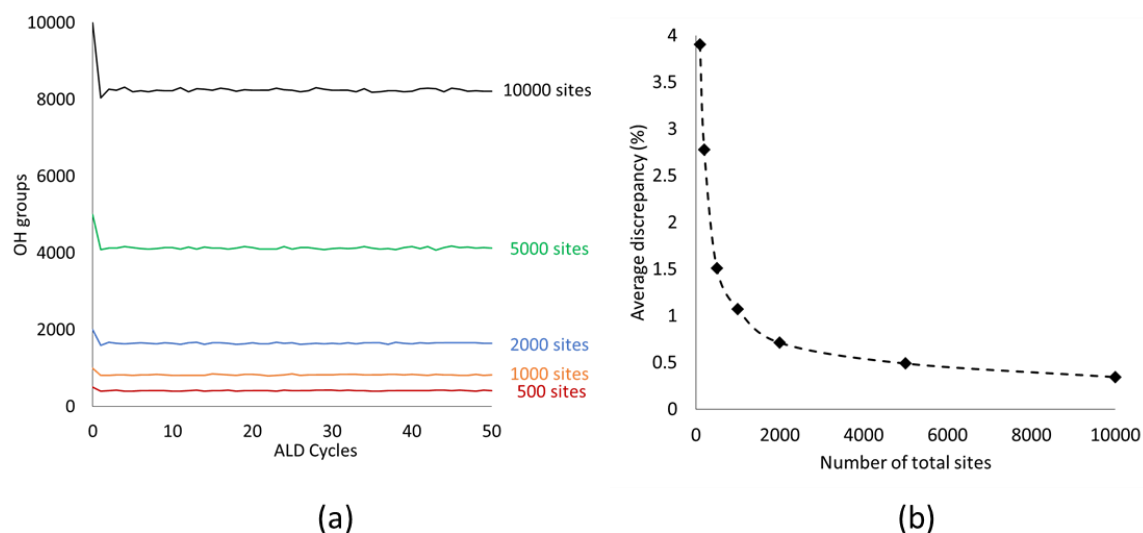 10000
8000
6000
4000
2000
0
OH groups
0
10
20
30
40
50
ALD Cycles
10000 sites
5000 sites
2000 sites
1000 sites
500 sites
(a)
4
3.5
3
2.5
2
1.5
1
0.5
0
Average discrepancy (%)
0
2000
4000
6000
8000
10000
Number of total sites
(b)